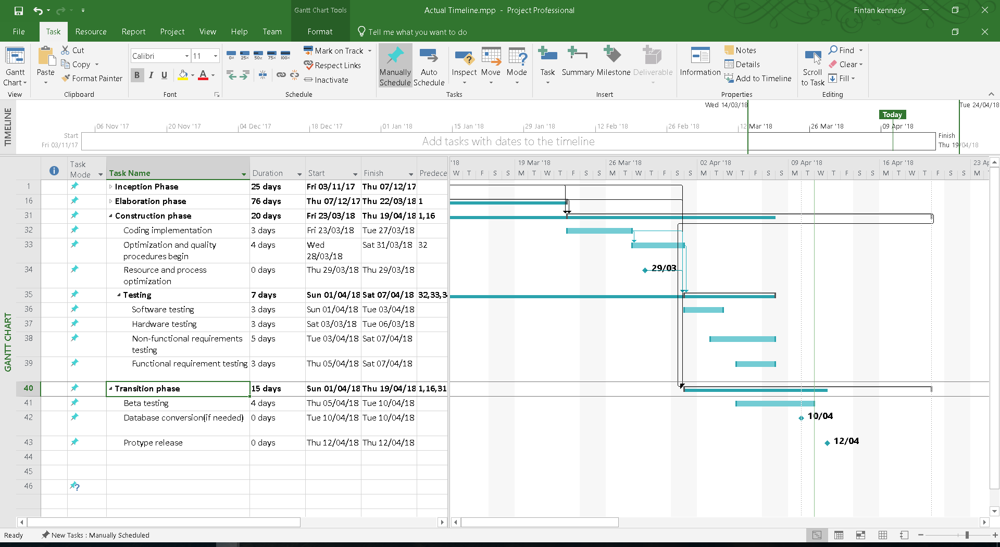 Gantt Chart Tools
Actual Timeline.mpp - Project Professional
Fintan kennedy
File Task Resource Report Project View Help Team Format Tell me what you want to do
Gantt
Chart
View
Paste
Cut
Copy
Format Painter
Clipboard
Calibri 11
B I U A
Font
0% 25% 50% 75% 100%
Mark on Track
Respect Links
Inactivate
Schedule
Manually
Schedule
Auto
Schedule
Inspect Move Mode
Tasks
Task Summary Milestone Deliverable
Insert
Information
Notes
Details
Add to Timeline
Properties
Scroll
to Task
Find
Clear
Fill
Editing
TIMELINE
Wed 14/03/18 Tue 24/04/18
Today
06 Nov '17 20 Nov '17 04 Dec '17 18 Dec '17 01 Jan '18 15 Jan '18 29 Jan '18 12 Feb '18 26 Feb '18 12 Mar '18 26 Mar '18 09 Apr '18
Start
Fri 03/11/17
Add tasks with dates to the timeline
Finish
Thu 19/04/18
GANTT CHART
Task
Mode Task Name Duration Start Finish Predece
'18 19 Mar '18 26 Mar '18 02 Apr '18 09 Apr '18 16 Apr '18 23 Ap
W T F S S M T W T F S S M T W T F S S M T W T F S S M T W T F S S M T W T F S S M
1 Inception Phase 25 days Fri 03/11/17 Thu 07/12/17
16 Elaboration phase 76 days Thu 07/12/17 Thu 22/03/18 1
31 Construction phase 20 days Fri 23/03/18 Thu 19/04/18 1,16
32 Coding implementation 3 days Fri 23/03/18 Tue 27/03/18
33 Optimization and quality 4 days Wed Sat 31/03/18 32
procedures begin 28/03/18
34 Resource and process 0 days Thu 29/03/18 Thu 29/03/18
optimization
29/03
35 Testing 7 days Sun 01/04/18 Sat 07/04/18 32,33,3
36 Software testing 3 days Sun 01/04/18 Tue 03/04/18
37 Hardware testing 3 days Sat 03/03/18 Tue 06/03/18
38 Non-functional requirements 5 days Tue 03/04/18 Sat 07/04/18
testing
39 Functional requirement testing 3 days Thu 05/04/18 Sat 07/04/18
40 Transition phase 15 days Sun 01/04/18 Thu 19/04/18 1,16,31
41 Beta testing 4 days Thu 05/04/18 Tue 10/04/18
42 Database conversion(if needed) 0 days Tue 10/04/18 Tue 10/04/18
10/04
43 Protype release 0 days Thu 12/04/18 Thu 12/04/18
12/04
44
45
46
Ready New Tasks : Manually Scheduled